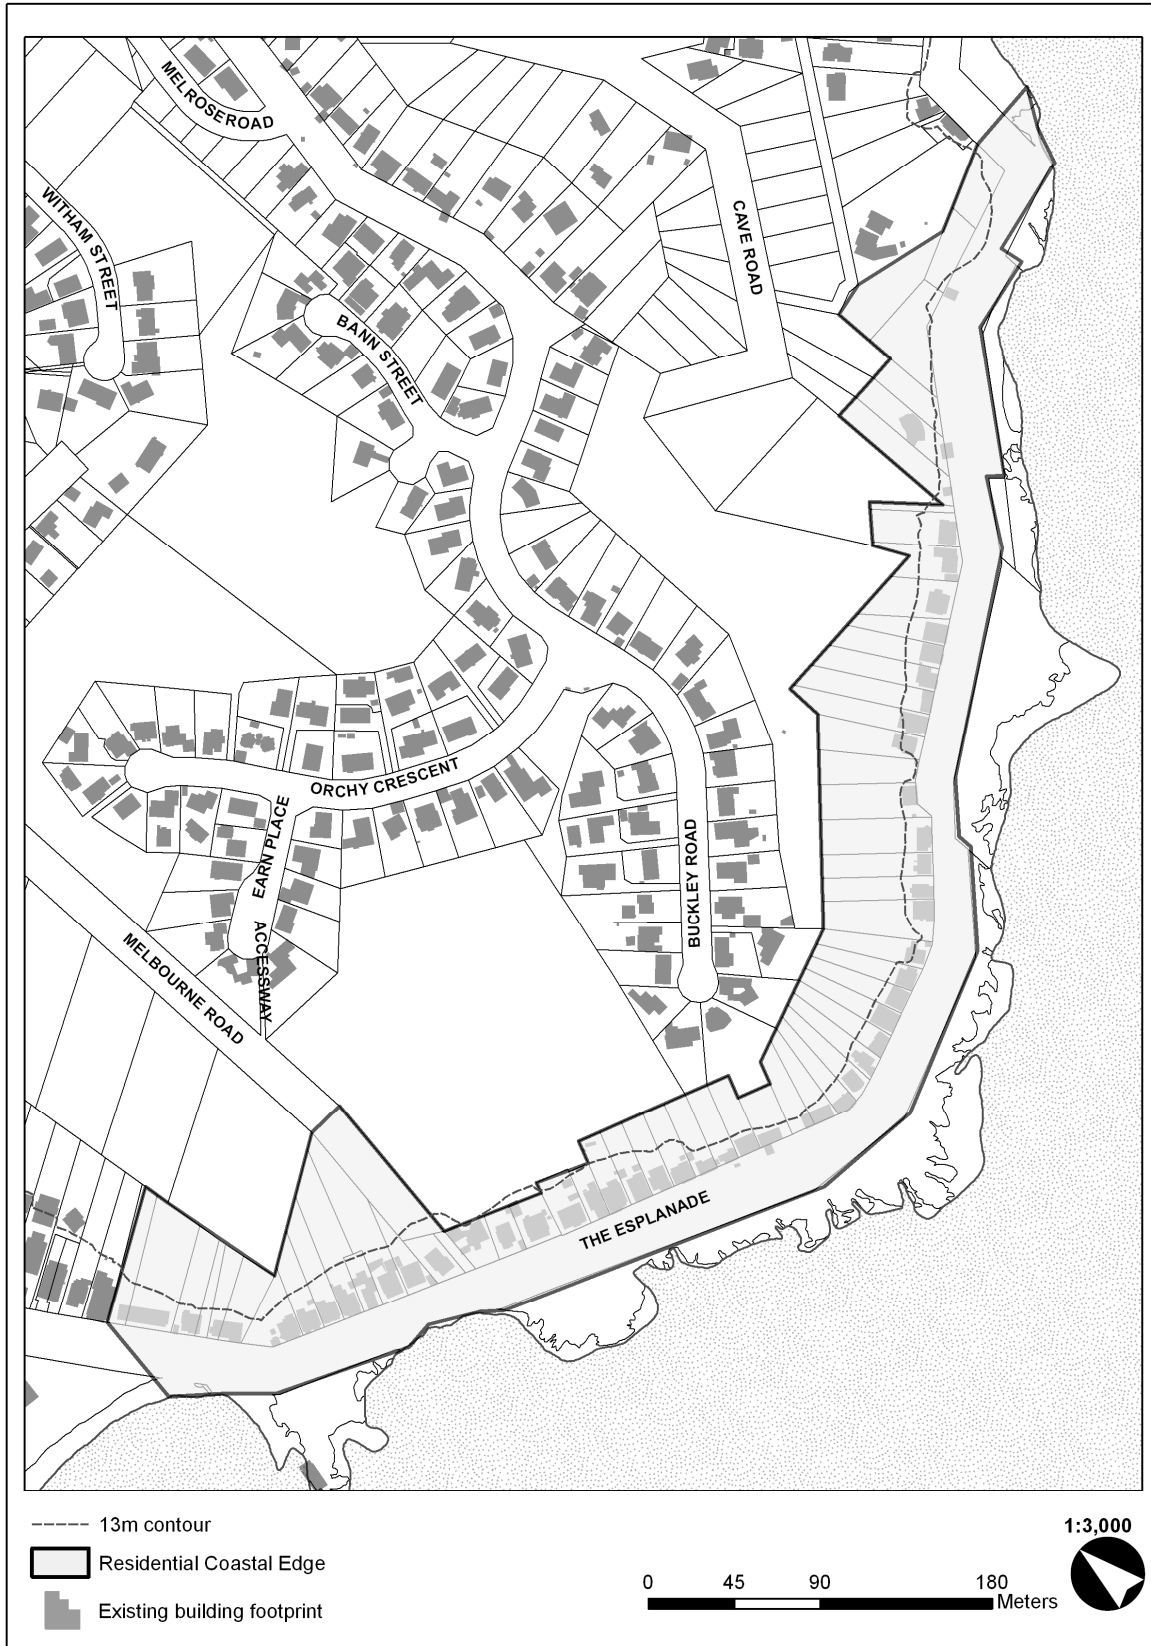 MELROSEROAD
WITHAM STREET
CAVE ROAD
BANN STREET
ORCHY CRESCENT
EARN PLACE
BUCKLEY ROAD
ACCESSWAY
MELBOURNE ROAD
THE ESPLANADE
13m contour
Residential Coastal Edge
Existing building footprint
1:3,000
0 45 90 180
Meters